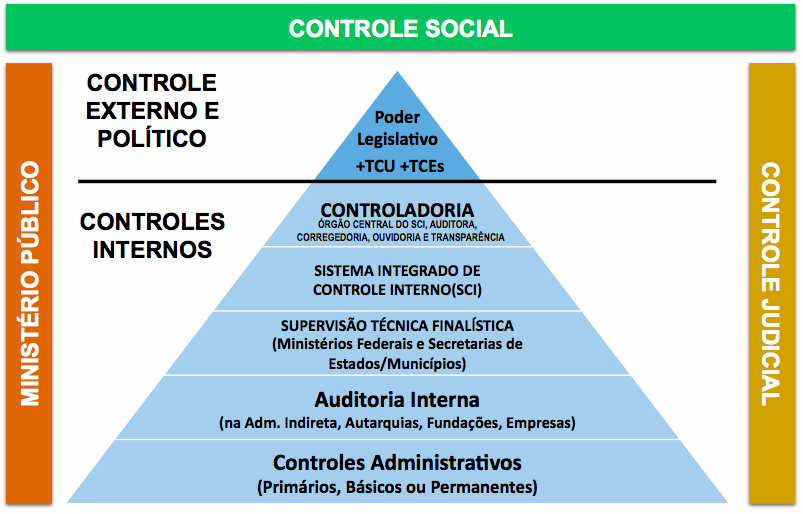 CONTROLE SOCIAL
MINISTÉRIO PÚBLICO
CONTROLE
EXTERNO E
POLÍTICO
Poder
Legislativo
+TCU +TCEs
CONTROLES
INTERNOS
CONTROLADORIA
ÓRGÃO CENTRAL DO SCI, AUDITORA,
CORREGEDORIA, OUVIDORIA E TRANSPARÊNCIA
SISTEMA INTEGRADO DE
CONTROLE INTERNO(SCI)
SUPERVISÃO TÉCNICA FINALÍSTICA
(Ministérios Federais e Secretarias de
Estados/Municípios)
Auditoria Interna
(na Adm. Indireta, Autarquias, Fundações, Empresas)
Controles Administrativos
(Primários, Básicos ou Permanentes)
CONTROLE JUDICIAL